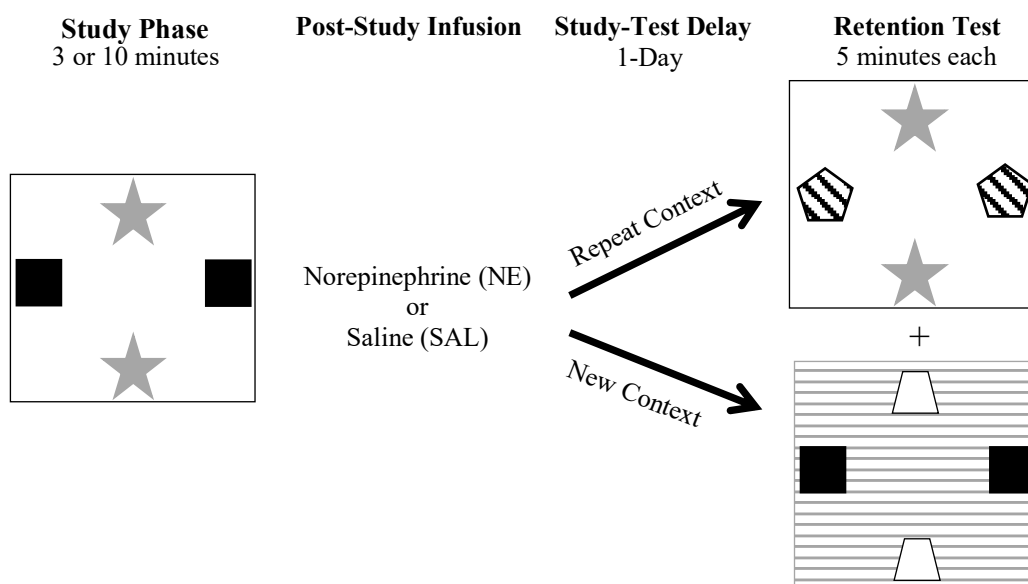 Study Phase
3 or 10 minutes
Post-Study Infusion
Study-Test Delay
1-Day
Retention Test
5 minutes each
Norepinephrine (NE)
or
Saline (SAL)
Repeat Context
New Context
+